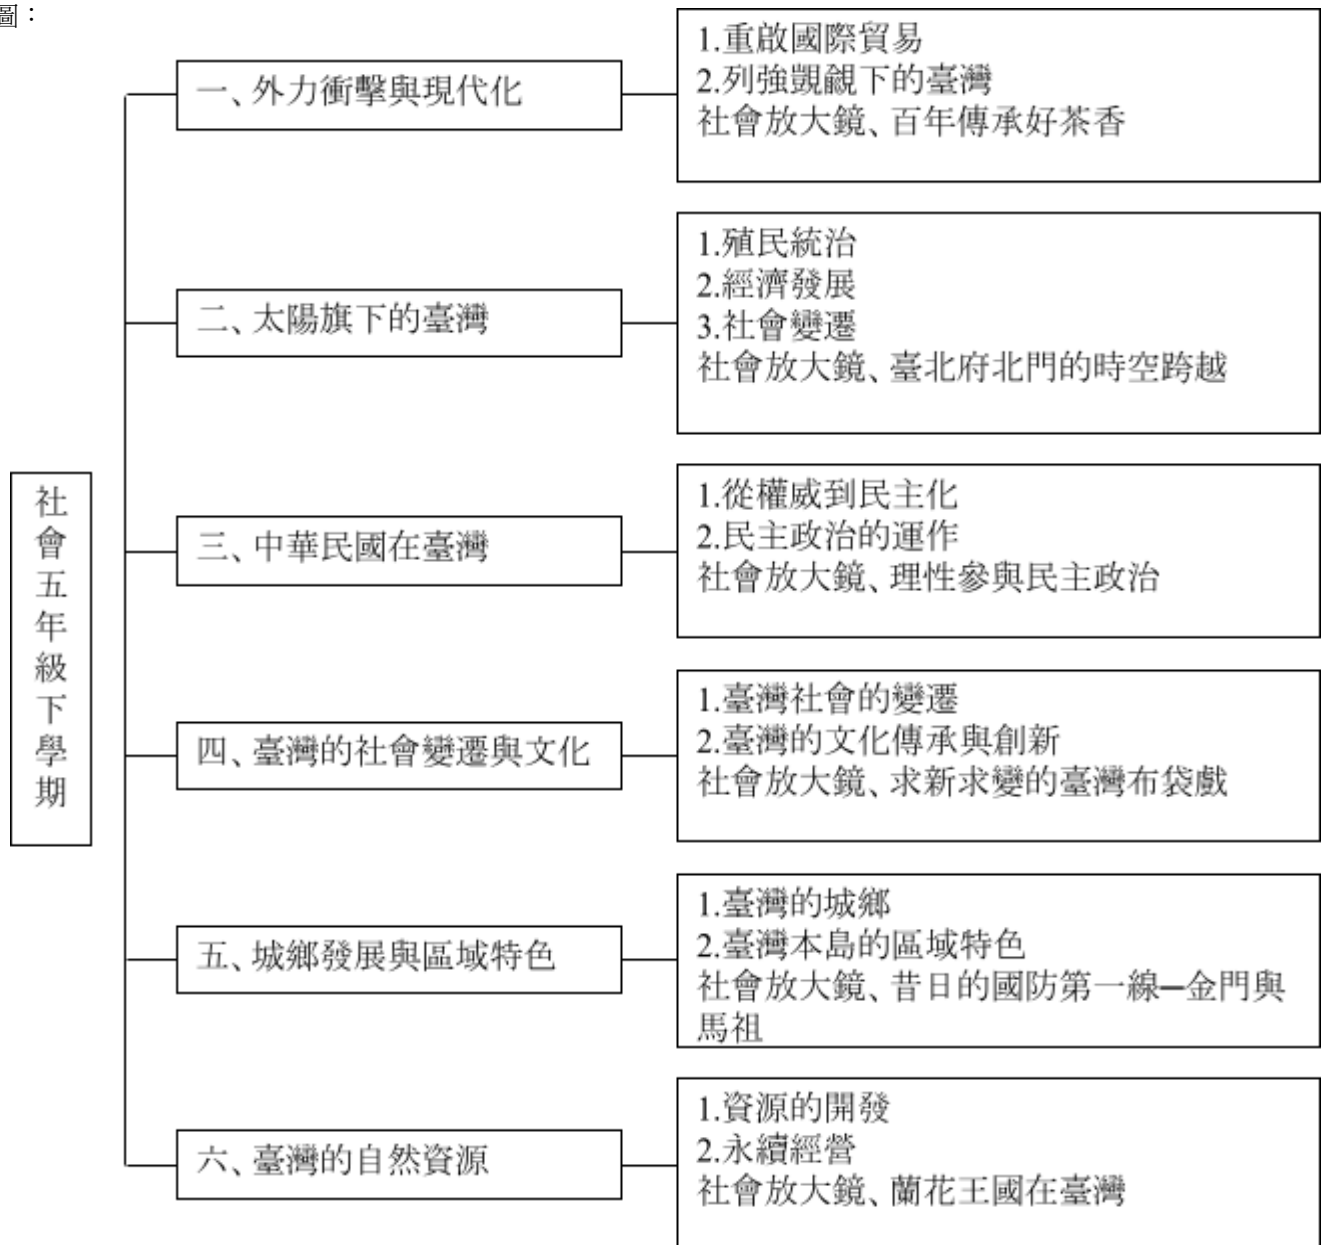 圖：
社會五年級下學期
一、外力衝擊與現代化
1.重啟國際貿易
2.列強覬覦下的臺灣
社會放大鏡、百年傳承好茶香
二、太陽旗下的臺灣
1.殖民統治
2.經濟發展
3.社會變遷
社會放大鏡、臺北府北門的時空跨越
三、中華民國在臺灣
1.從權威到民主化
2.民主政治的運作
社會放大鏡、理性參與民主政治
四、臺灣的社會變遷與文化
1.臺灣社會的變遷
2.臺灣的文化傳承與創新
社會放大鏡、求新求變的臺灣布袋戲
五、城鄉發展與區域特色
1.臺灣的城鄉
2.臺灣本島的區域特色
社會放大鏡、昔日的國防第一線─金門與
馬祖
六、臺灣的自然資源
1.資源的開發
2.永續經營
社會放大鏡、蘭花王國在臺灣